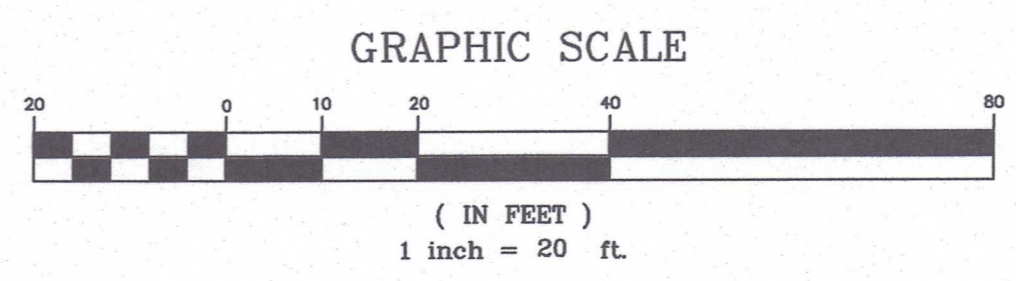 GRAPHIC SCALE
20 0 10 20 40 80
( IN FEET )
1 inch = 20 ft.